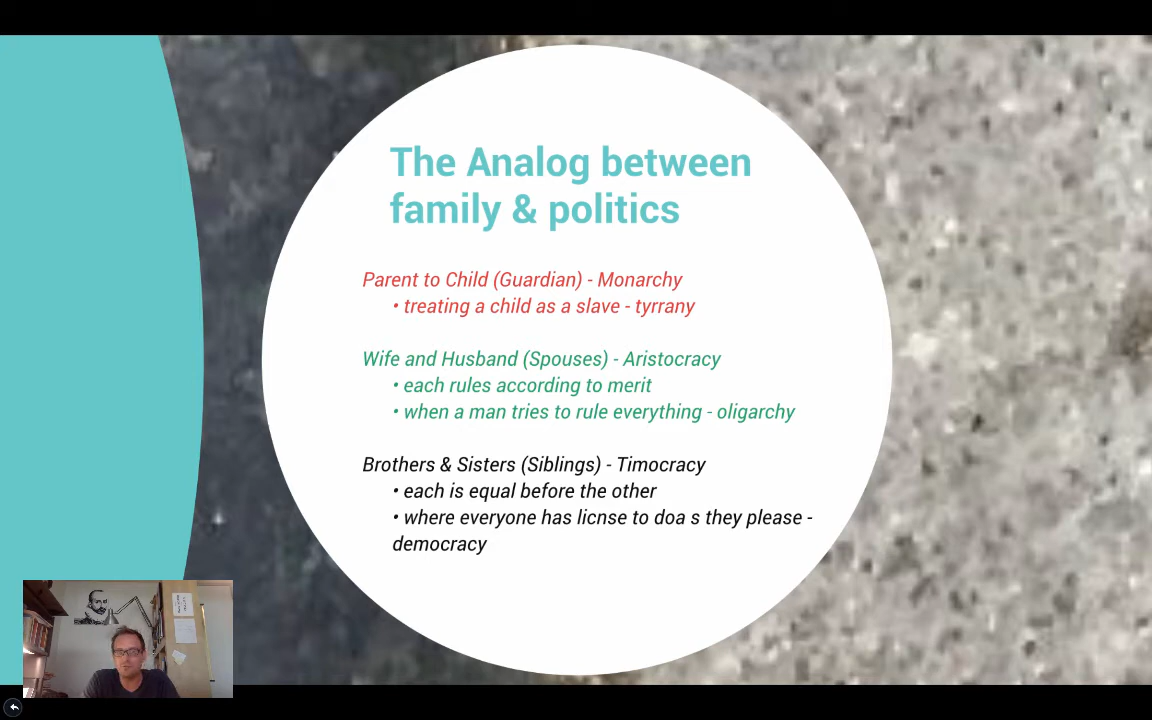 The Analog between
family & politics
Parent to Child (Guardian) - Monarchy
• treating a child as a slave - tyrrany
Wife and Husband (Spouses) - Aristocracy
• each rules according to merit
• when a man tries to rule everything - oligarchy
Brothers & Sisters (Siblings) - Timocracy
• each is equal before the other
• where everyone has licnse to doa s they please -
democracy